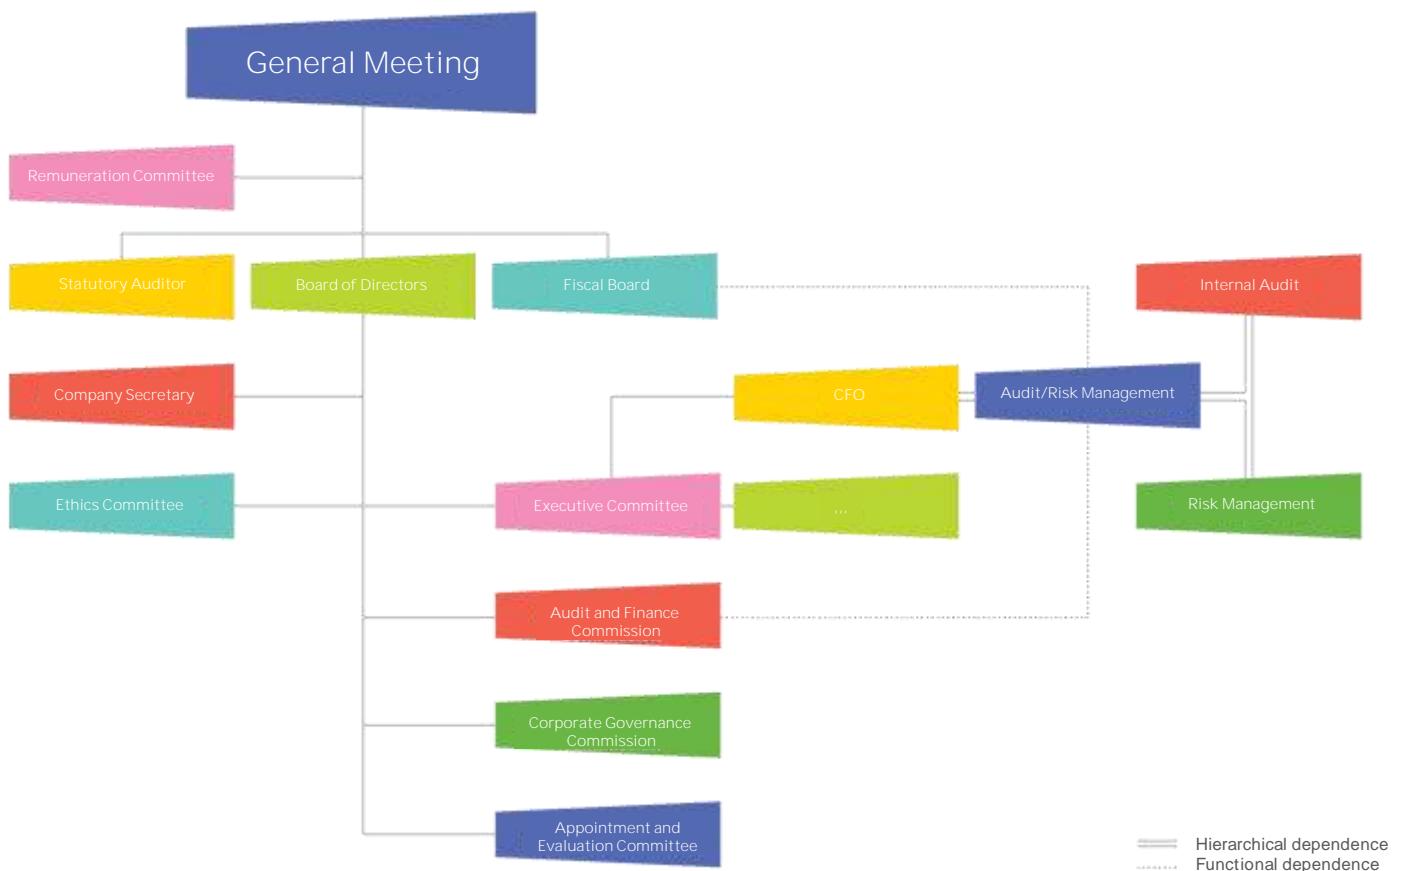 General Meeting
Remuneration Committee
Statutory Auditor
Board of Directors
Fiscal Board
Internal Audit
Company Secretary
CFO
Audit/Risk Management
Ethics Committee
Executive Committee
...
Risk Management
Audit and Finance
Commission
Corporate Governance
Commission
Appointment and
Evaluation Committee
Hierarchical dependence
Functional dependence